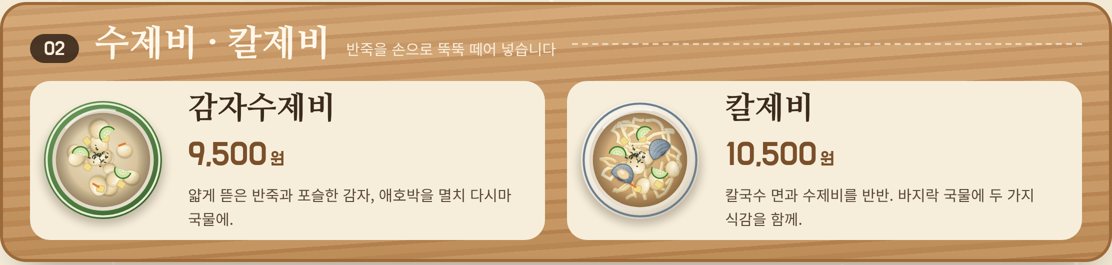 02 수제비 · 칼제비 반죽을 손으로 뚝뚝 떼어 넣습니다
감자수제비
9,500원
얇게 뜯은 반죽과 포슬한 감자, 애호박을 멸치 다시마
국물에.
칼제비
10,500원
칼국수 면과 수제비를 반반. 바지락 국물에 두 가지
식감을 함께.